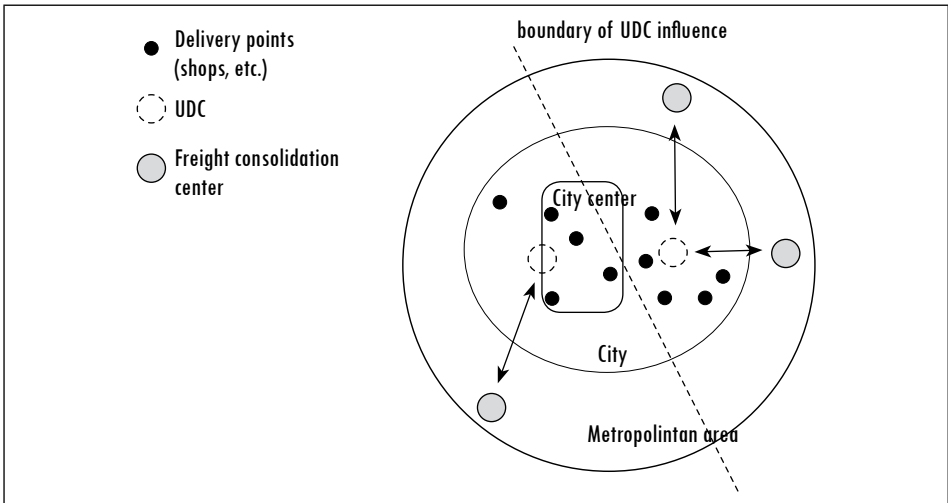 Delivery points
(shops, etc.)
UDC
Freight consolidation
center
boundary of UDC influence
City center
City
Metropolintan area